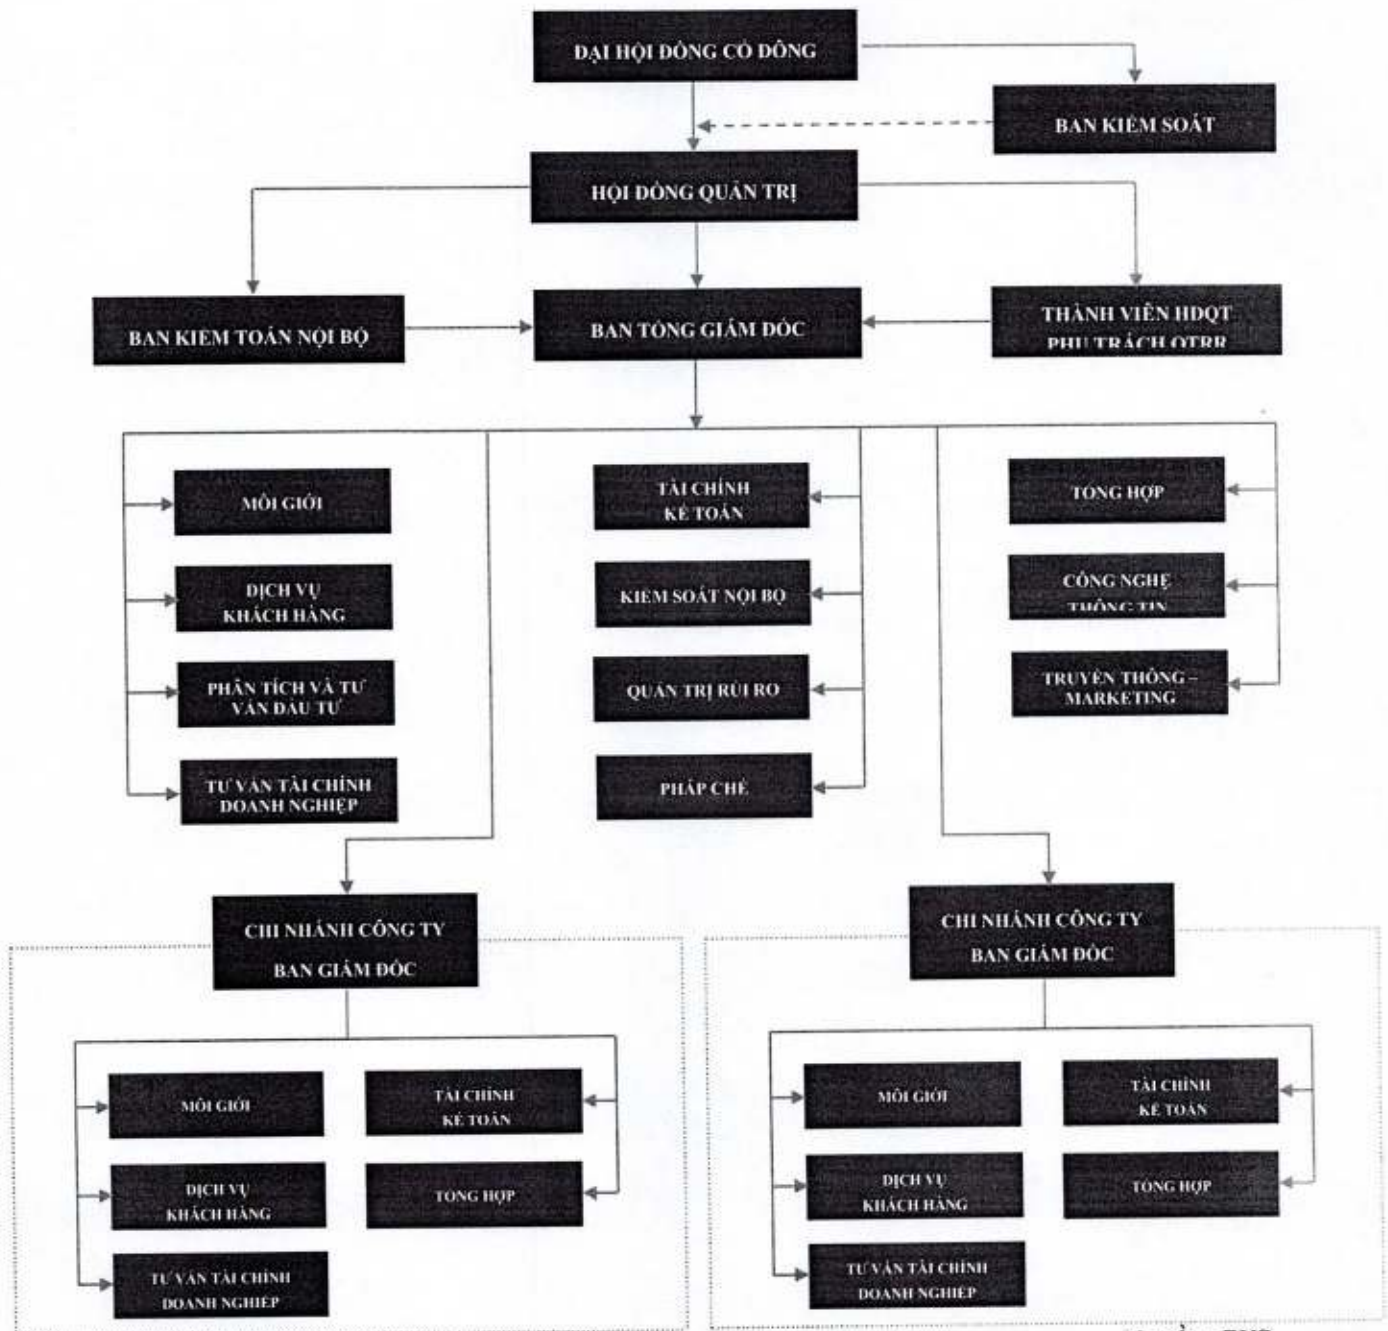 ĐẠI HỘI ĐỒNG CỔ ĐÔNG
BAN KIỂM SOÁT
HỘI ĐỒNG QUẢN TRỊ
BAN KIỂM TOÁN NỘI BỘ
BAN TỔNG GIÁM ĐỐC
THÀNH VIÊN HĐQT
PHỤ TRÁCH QTRR
MÔI GIỚI
DỊCH VỤ
KHÁCH HÀNG
PHÂN TÍCH VÀ TƯ
VẤN ĐẦU TƯ
TƯ VẤN TÀI CHÍNH
DOANH NGHIỆP
TÀI CHÍNH
KẾ TOÁN
KIỂM SOÁT NỘI BỘ
QUẢN TRỊ RỦI RO
PHÁP CHẾ
TỔNG HỢP
CÔNG NGHỆ
THÔNG TIN
TRUYỀN THÔNG –
MARKETING
CHI NHÁNH CÔNG TY
BAN GIÁM ĐỐC
MÔI GIỚI
DỊCH VỤ
KHÁCH HÀNG
TƯ VẤN TÀI CHÍNH
DOANH NGHIỆP
TÀI CHÍNH
KẾ TOÁN
TỔNG HỢP
CHI NHÁNH CÔNG TY
BAN GIÁM ĐỐC
MÔI GIỚI
DỊCH VỤ
KHÁCH HÀNG
TƯ VẤN TÀI CHÍNH
DOANH NGHIỆP
TÀI CHÍNH
KẾ TOÁN
TỔNG HỢP